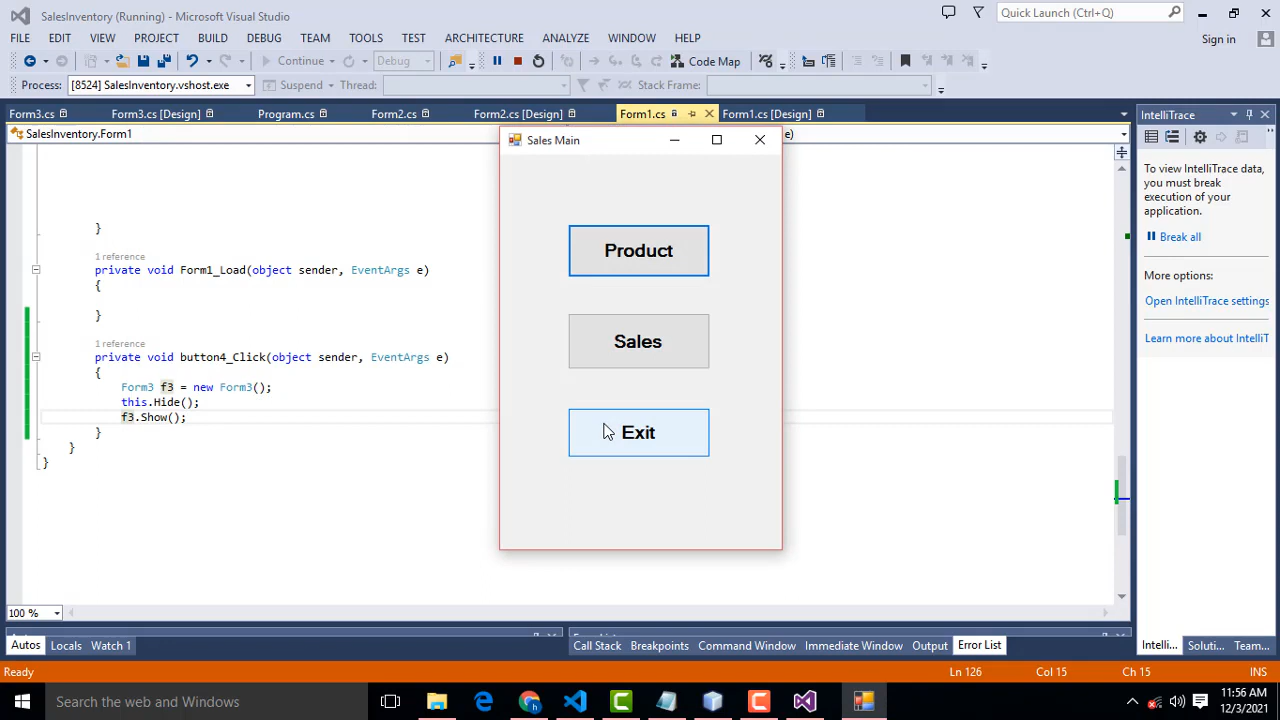 SalesInventory (Running) - Microsoft Visual Studio
Quick Launch (Ctrl+Q)
FILE EDIT VIEW PROJECT BUILD DEBUG TEAM TOOLS TEST ARCHITECTURE ANALYZE WINDOW HELP
Sign in
Continue Debug Code Map
Process: [8524] SalesInventory.vshost.exe Suspend Thread: Stack Frame:
Form3.cs Form3.cs [Design] Program.cs Form2.cs Form2.cs [Design] Form1.cs Form1.cs [Design]
SalesInventory.Form1
e)
Sales Main
Product
Sales
Exit
}
1 reference
private void Form1_Load(object sender, EventArgs e)
{
}
1 reference
private void button4_Click(object sender, EventArgs e)
{
Form3 f3 = new Form3();
this.Hide();
f3.Show();
}
}
}
100 %
IntelliTrace
To view IntelliTrace data,
you must break
execution of your
application.
Break all
More options:
Open IntelliTrace settings
Learn more about IntelliT
Autos Locals Watch 1
Call Stack Breakpoints Command Window Immediate Window Output Error List
Intelli... Soluti... Team...
Ready Ln 126 Col 15 Ch 15 INS
Search the web and Windows
11:56 AM
12/3/2021